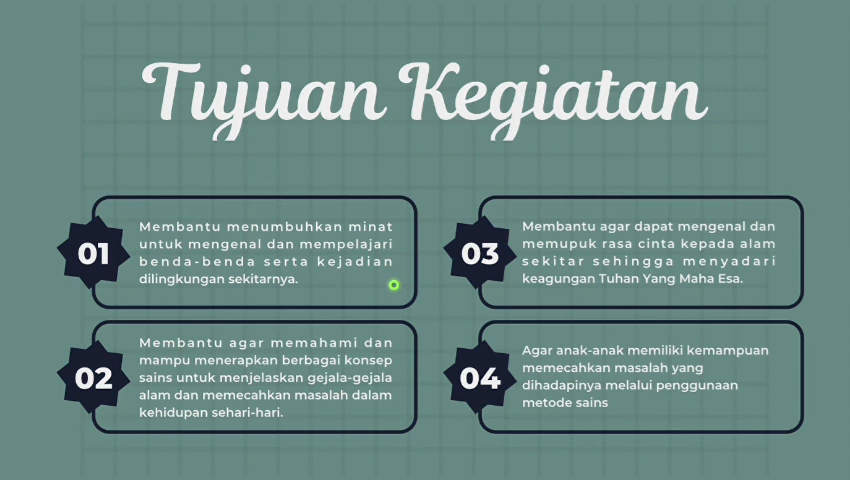 Tujuan Kegiatan
01
Membantu menumbuhkan minat
untuk mengenal dan mempelajari
benda-benda serta kejadian
dilingkungan sekitarnya.
02
Membantu agar memahami dan
mampu menerapkan berbagai konsep
sains untuk menjelaskan gejala-gejala
alam dan memecahkan masalah dalam
kehidupan sehari-hari.
03
Membantu agar dapat mengenal dan
memupuk rasa cinta kepada alam
sekitar sehingga menyadari
keagungan Tuhan Yang Maha Esa.
04
Agar anak-anak memiliki kemampuan
memecahkan masalah yang
dihadapinya melalui penggunaan
metode sains